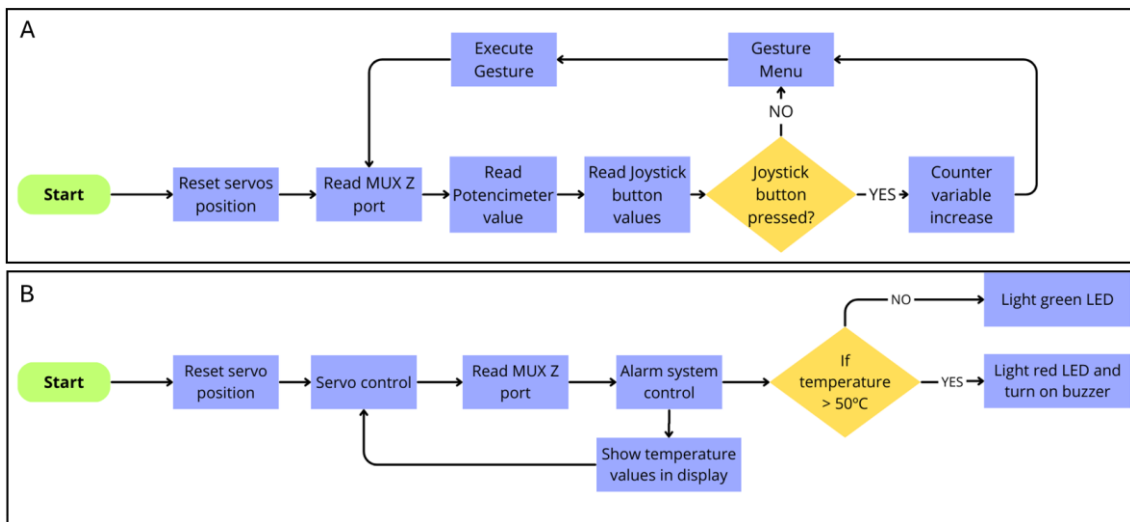 A
Execute
Gesture
Gesture
Menu
NO
Start
Reset servos
position
Read MUX Z
port
Read
Potencimeter
value
Read Joystick
button
values
Joystick
button
pressed?
YES
Counter
variable
increase
B
NO
Light green LED
Start
Reset servo
position
Servo control
Read MUX Z
port
Alarm system
control
If
temperature
> 50ºC
YES
Light red LED and
turn on buzzer
Show temperature
values in display